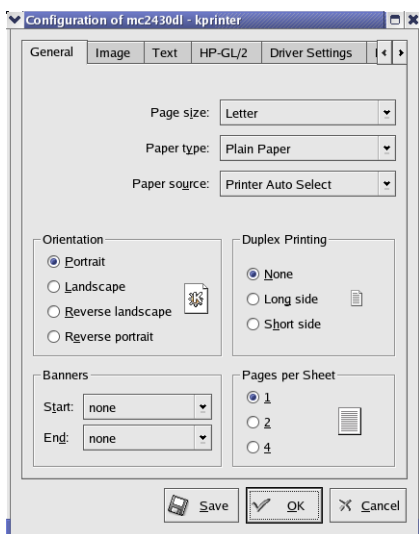 Configuration of mc2430dl - kprinter
General Image Text HP-GL/2 Driver Settings
Page size: Letter
Paper type: Plain Paper
Paper source: Printer Auto Select
Orientation
Portrait
Landscape
Reverse landscape
Reverse portrait
Duplex Printing
None
Long side
Short side
Banners
Start: none
End: none
Pages per Sheet
1
2
4
Save OK Cancel